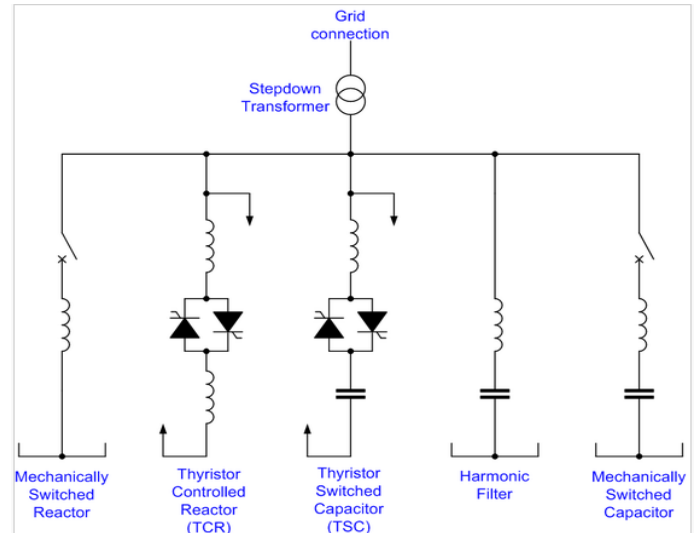 Grid
connection
Stepdown
Transformer
Mechanically
Switched
Reactor
Thyristor
Controlled
Reactor
(TCR)
Thyristor
Switched
Capacitor
(TSC)
Harmonic
Filter
Mechanically
Switched
Capacitor